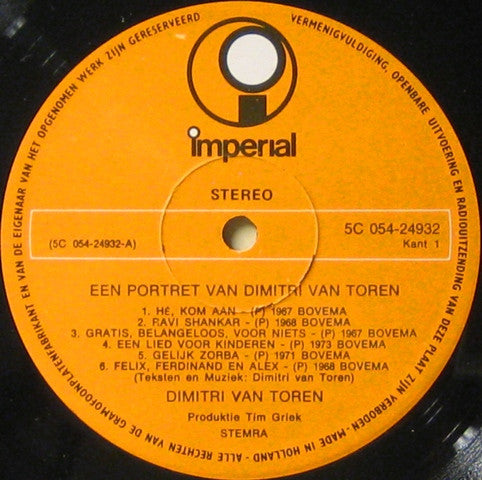 ALLE RECHTEN VAN DE GRAMOFOONPLATENFABRIKANT EN VAN DE EIGENAAR VAN HET OPGENOMEN WERK ZIJN GERESERVEERD
VERMENIGVULDIGING, OPENBARE UITVOERING EN RADIOUITZENDING VAN DEZE PLAAT ZIJN VERBODEN - MADE IN HOLLAND -
imperial
STEREO
5C 054-24932
(5C 054-24932-A)
Kant 1
EEN PORTRET VAN DIMITRI VAN TOREN
1. HÉ, KOM AAN - (P) 1967 BOVEMA
2. RAVI SHANKAR - (P) 1968 BOVEMA
3. GRATIS, BELANGELOOS, VOOR NIETS - (P) 1967 BOVEMA
4. EEN LIED VOOR KINDEREN - (P) 1973 BOVEMA
5. GELIJK ZORBA - (P) 1971 BOVEMA
6. FELIX, FERDINAND EN ALEX - (P) 1968 BOVEMA
(Teksten en Muziek: Dimitri van Toren)
DIMITRI VAN TOREN
Produktie Tim Griek
STEMRA